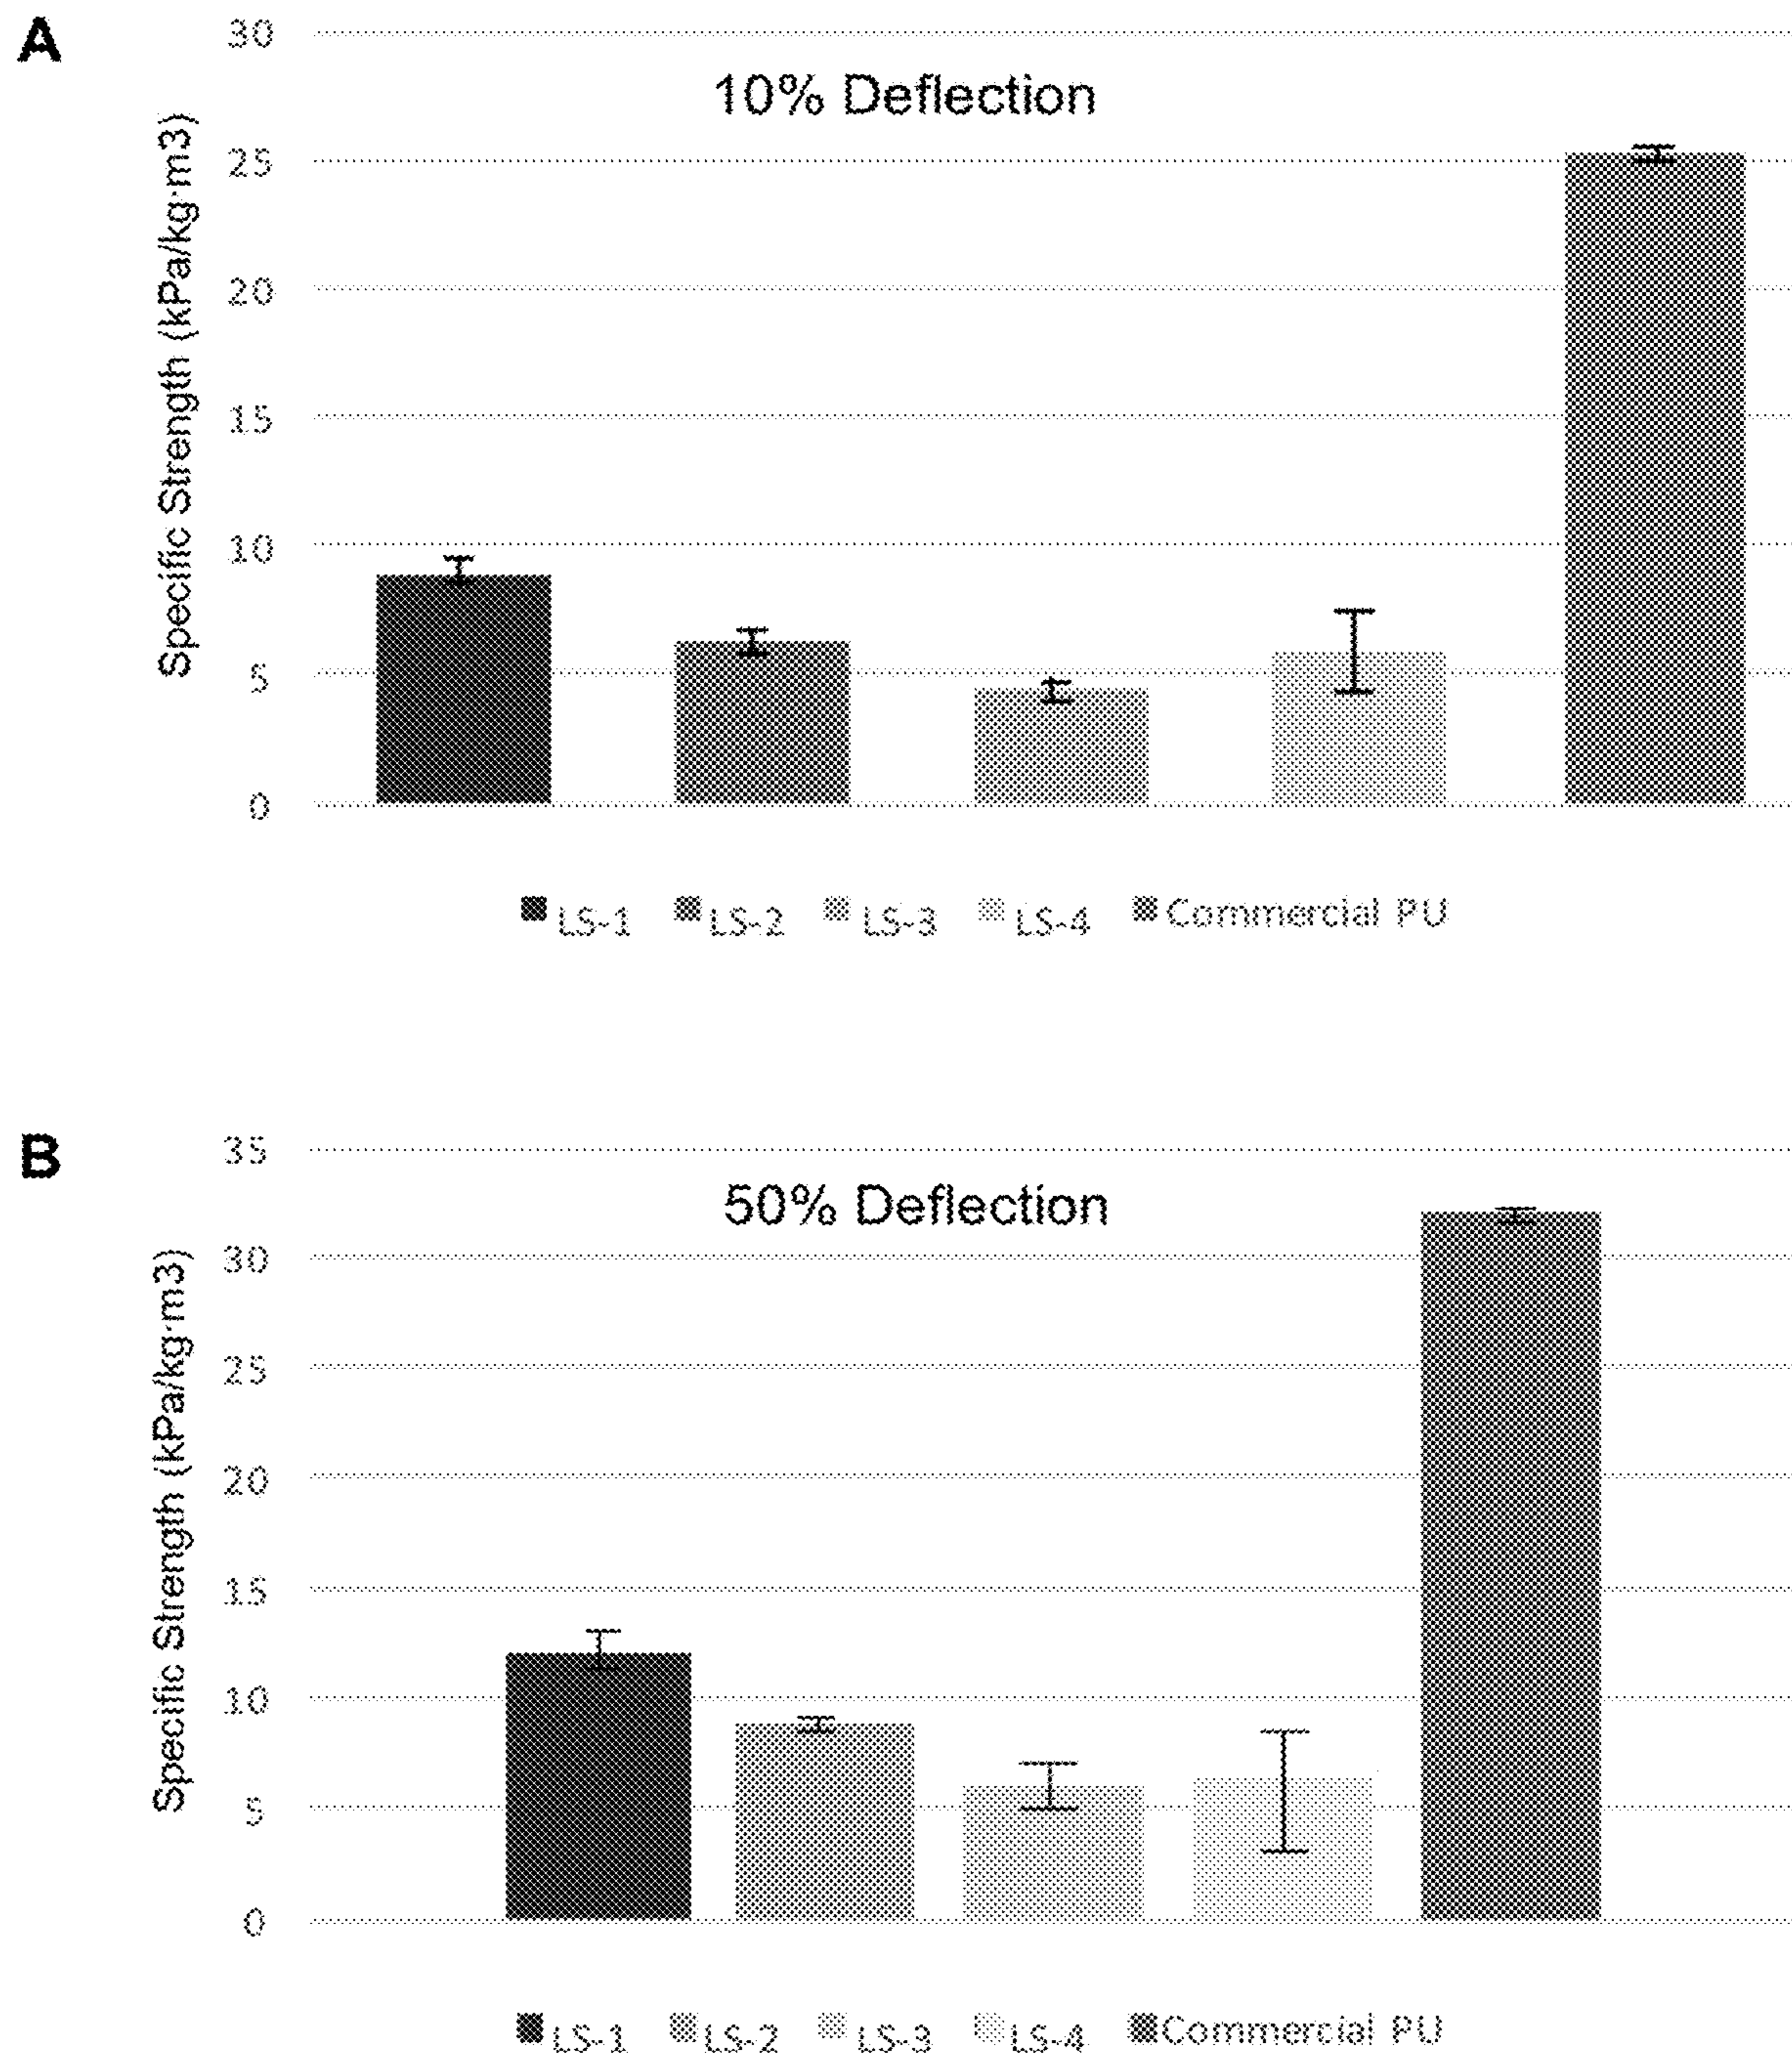 A
30
10% Deflection
25
20
15
10
5
0
Specific Strength (kPa/kg·m3)
LS-1 LS-2 LS-3 LS-4 Commercial PU
B
35
50% Deflection
30
25
20
15
10
5
0
Specific Strength (kPa/kg·m3)
LS-1 LS-2 LS-3 LS-4 Commercial PU